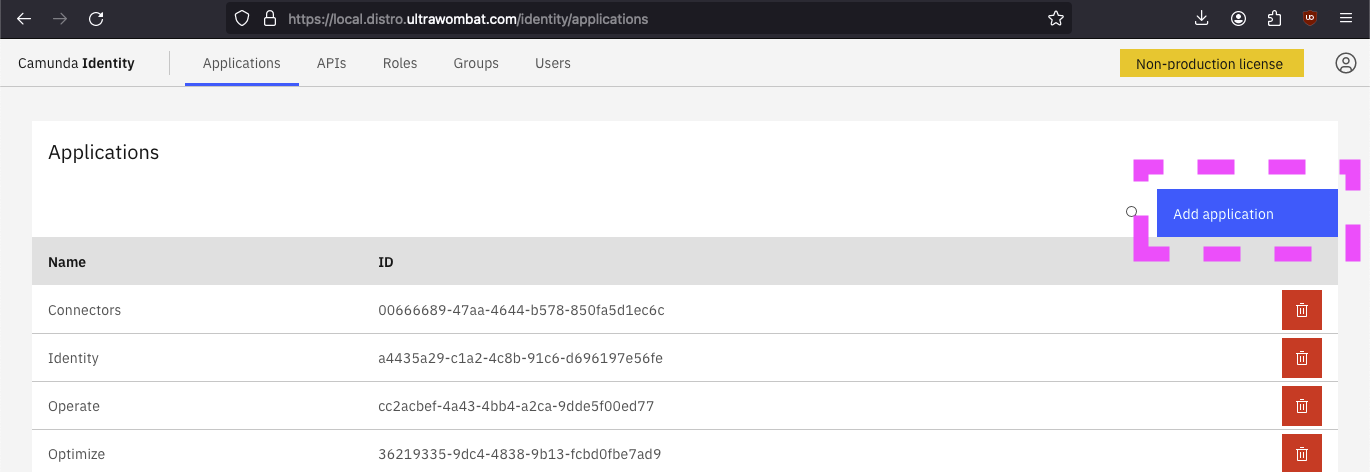 https://local.distro.ultrawombat.com/identity/applications
Camunda Identity Applications APIs Roles Groups Users Non-production license
Applications
Add application
Name ID
Connectors 00666689-47aa-4644-b578-850fa5d1ec6c
Identity a4435a29-c1a2-4c8b-91c6-d696197e56fe
Operate cc2acbef-4a43-4bb4-a2ca-9dde5f00ed77
Optimize 36219335-9dc4-4838-9b13-fcbd0fbe7ad9